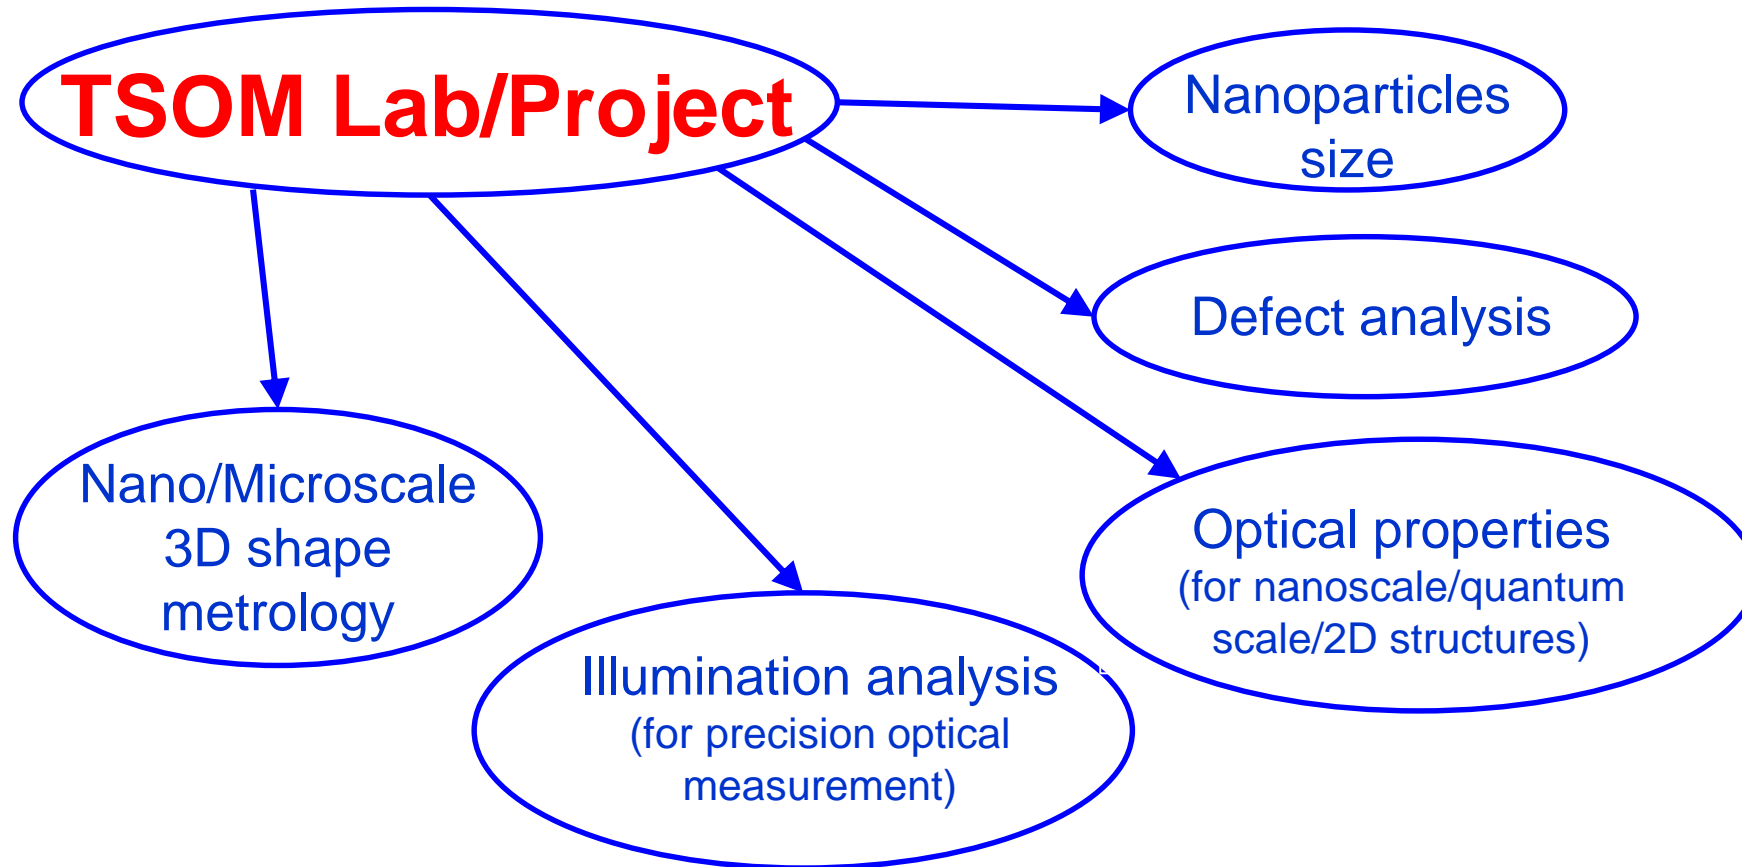 TSOM Lab/Project
Nanoparticles
size
Defect analysis
Optical properties
(for nanoscale/quantum
scale/2D structures)
Illumination analysis
(for precision optical
measurement)
Nano/Microscale
3D shape
metrology